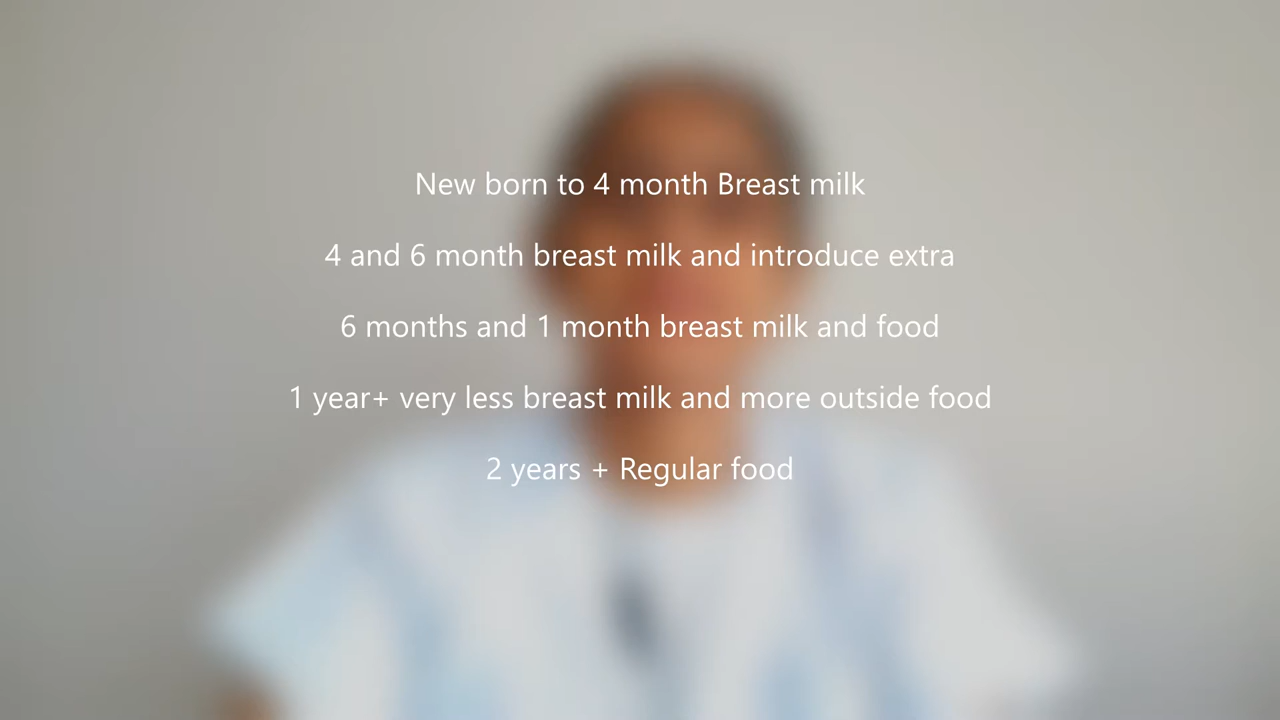 New born to 4 month Breast milk
4 and 6 month breast milk and introduce extra
6 months and 1 month breast milk and food
1 year+ very less breast milk and more outside food
2 years + Regular food